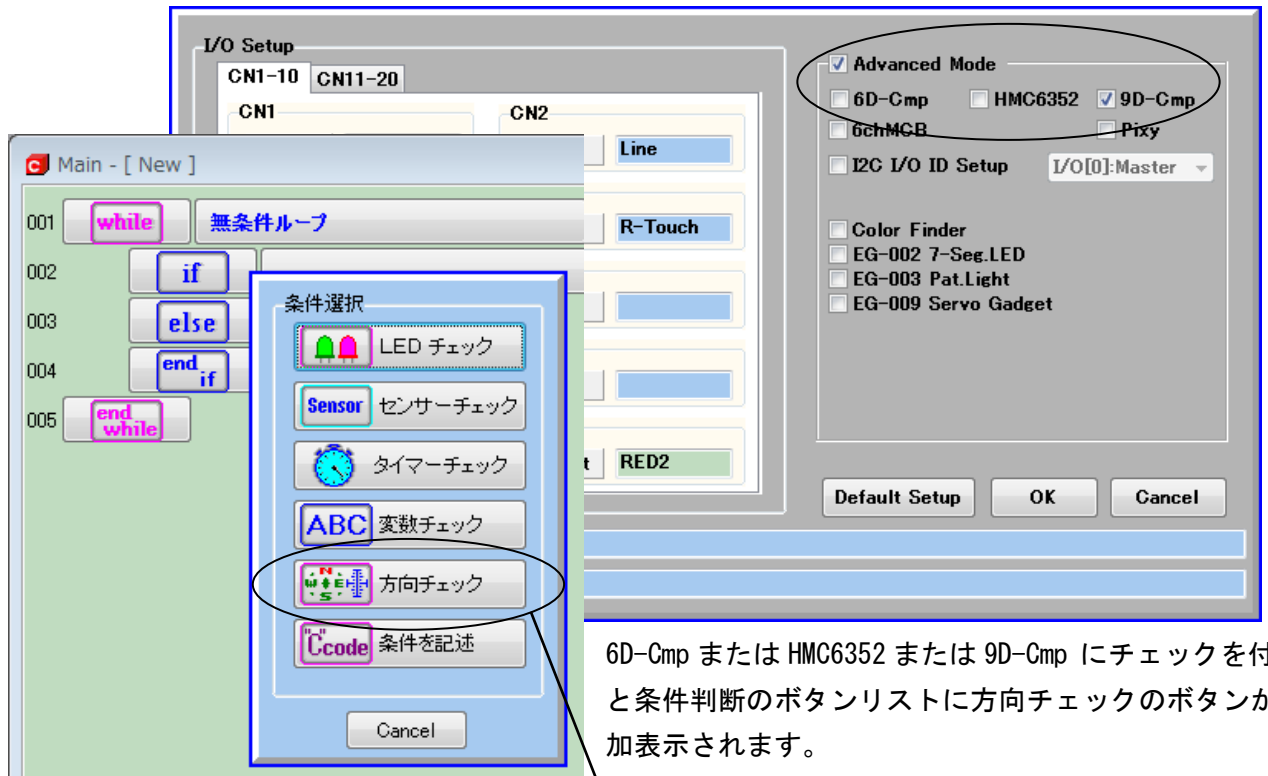 I/O Setup
CN1-10 CN11-20
CN1
CN2
Line
R-Touch
t RED2
Advanced Mode
6D-Cmp HMC6352 9D-Cmp
6chMCB Pixy
I2C I/O ID Setup I/O[0]:Master
Color Finder
EG-002 7-Seg.LED
EG-003 Pat.Light
EG-009 Servo Gadget
Default Setup OK Cancel
C Main - [ New ]
001 while 無条件ループ
002 if
003 else
004 end if
005 end while
条件選択
LED チェック
Sensor センサーチェック
タイマーチェック
ABC 変数チェック
N W E S 方向チェック
"C"code 条件を記述
Cancel
6D-Cmp または HMC6352 または 9D-Cmp にチェックを付
と条件判断のボタンリストに方向チェックのボタンが
加表示されます。